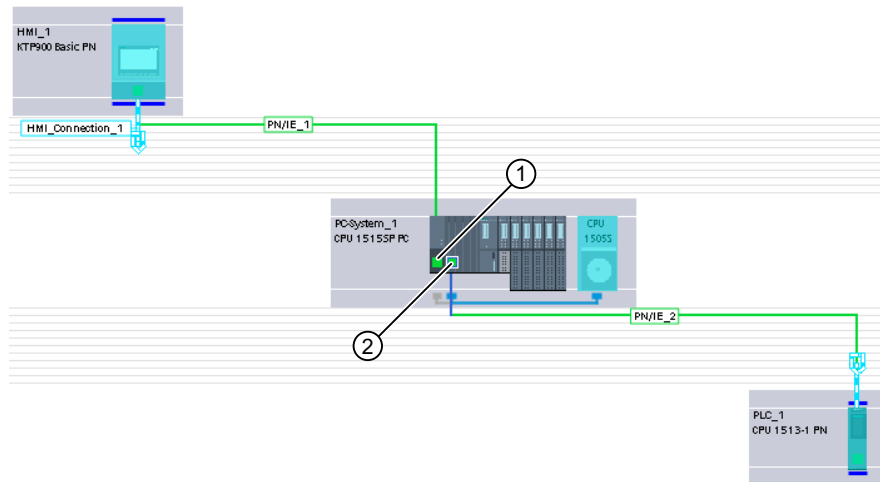 HMI_1
KTP900 Basic PN
HMI_Connection_1
PN/IE_1
1
PC-System_1
CPU 1515SP PC
CPU
1505S
PN/IE_2
2
PLC_1
CPU 1513-1 PN